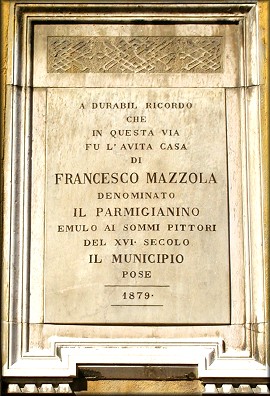 A DURABIL RICORDO
CHE
IN QUESTA VIA
FU L'AVITA CASA
DI
FRANCESCO MAZZOLA
DENOMINATO
IL PARMIGIANINO
EMULO AI SOMMI PITTORI
DEL XVI· SECOLO
IL MUNICIPIO
POSE
1879·